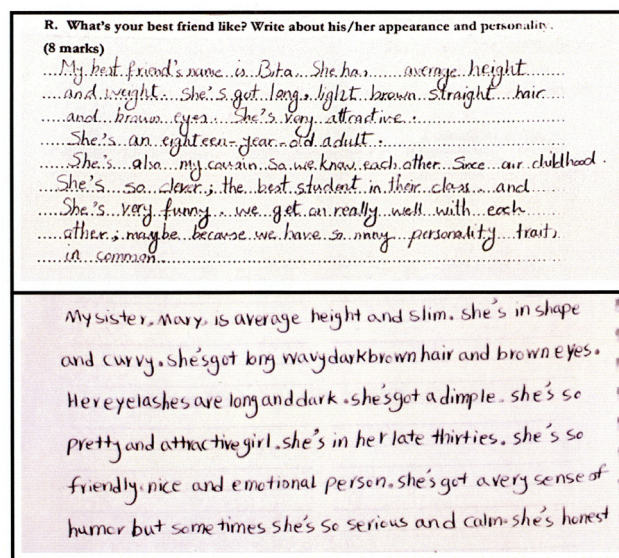 R. What's your best friend like? Write about his/her appearance and personality.
(8 marks)
My best friend's name is Bita. She has average height
and weight. She's got long, light brown straight hair
and brown eyes. She's very attractive.
She's an eighteen-year-old adult.
She's also my cousin so we know each other since our childhood.
She's so clever; the best student in their class. and
She's very funny. we get on really well with each
other; maybe because we have so many personality traits
in common.
My sister, Mary, is average height and slim. she's in shape
and curvy. she's got long wavy dark brown hair and brown eyes.
Her eyelashes are long and dark. she's got a dimple. she's so
pretty and attractive girl. she's in her late thirties. she's so
friendly. nice and emotional person. she's got a very sense of
humor but some times she's so serious and calm. she's honest